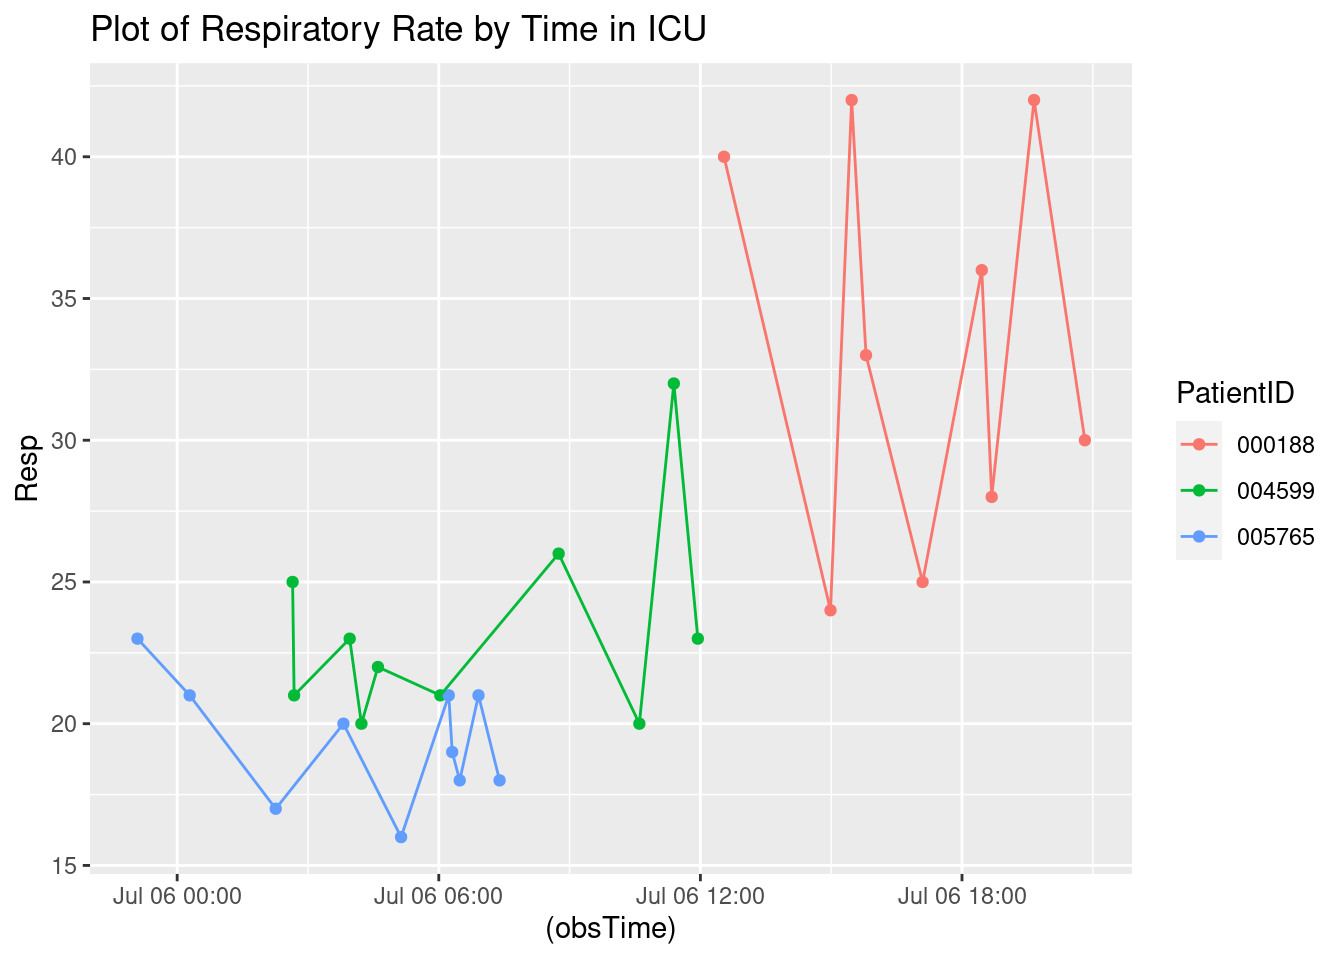 Plot of Respiratory Rate by Time in ICU
40
35
30
25
20
15
Resp
Jul 06 00:00
Jul 06 06:00
Jul 06 12:00
Jul 06 18:00
(obsTime)
PatientID
000188
004599
005765